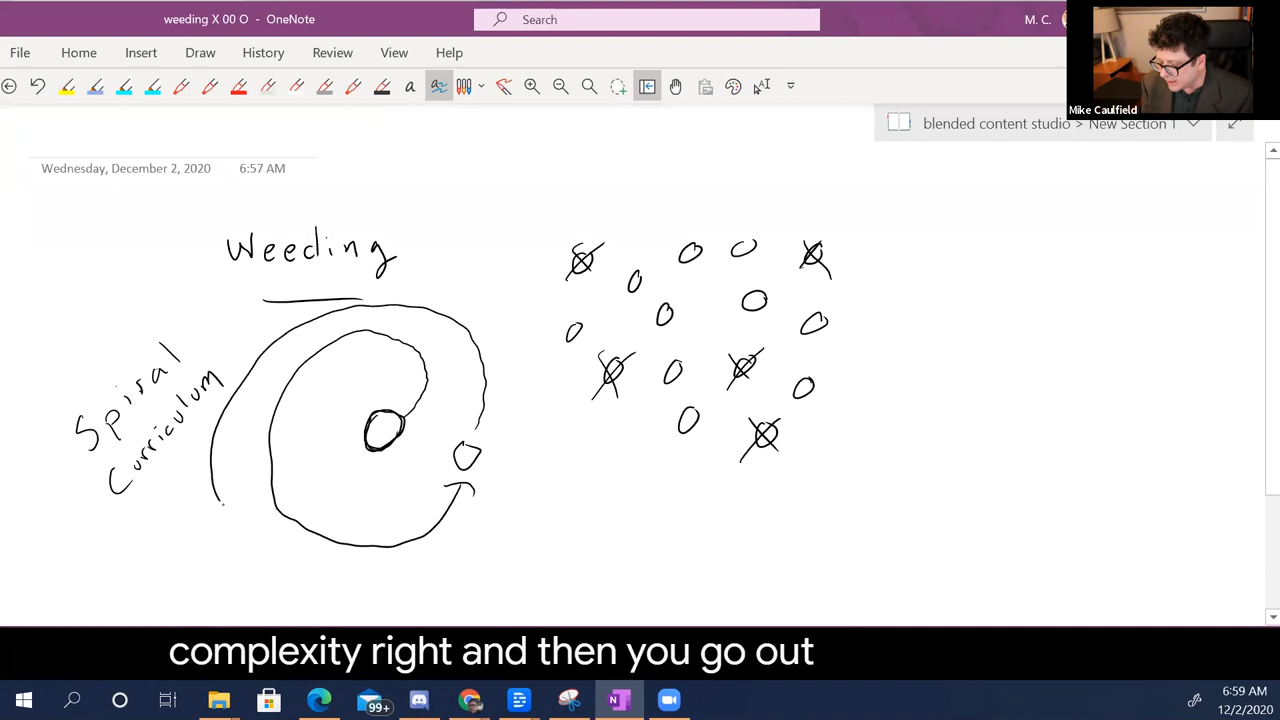 weeding X 00 O - OneNote
Search
M. C.
File Home Insert Draw History Review View Help
Mike Caulfield
blended content studio > New Section 1
Wednesday, December 2, 2020 6:57 AM
Weeding
Spiral
Curriculum
complexity right and then you go out
99+
6:59 AM
12/2/2020